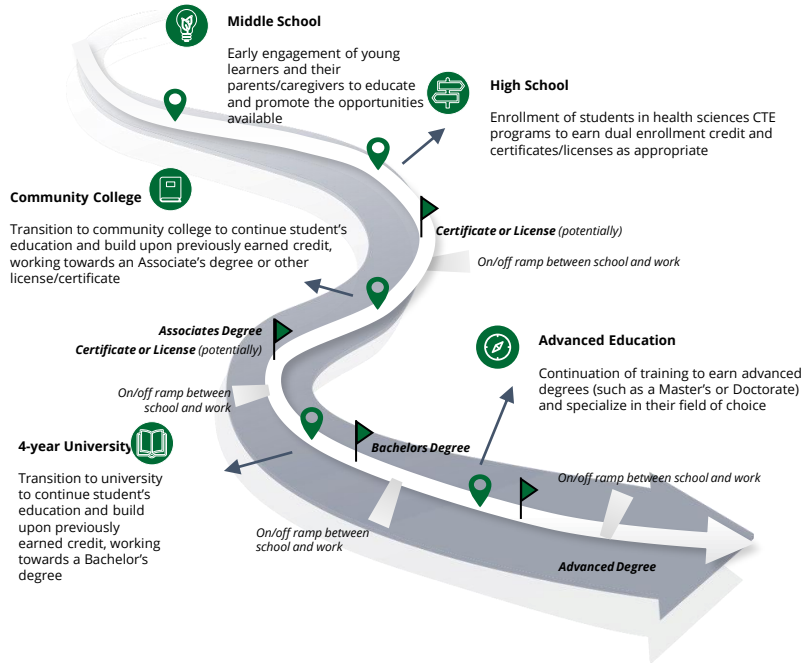 Middle School
Early engagement of young
learners and their
parents/caregivers to educate
and promote the opportunities
available
High School
Enrollment of students in health sciences CTE
programs to earn dual enrollment credit and
certificates/licenses as appropriate
Community College
Transition to community college to continue student’s
education and build upon previously earned credit,
working towards an Associate’s degree or other
license/certificate
Certificate or License (potentially)
On/off ramp between school and work
Associates Degree
Certificate or License (potentially)
On/off ramp between
school and work
Advanced Education
Continuation of training to earn advanced
degrees (such as a Master’s or Doctorate)
and specialize in their field of choice
4-year University
Transition to university
to continue student’s
education and build
upon previously
earned credit, working
towards a Bachelor’s
degree
Bachelors Degree
On/off ramp between school and work
On/off ramp between
school and work
Advanced Degree